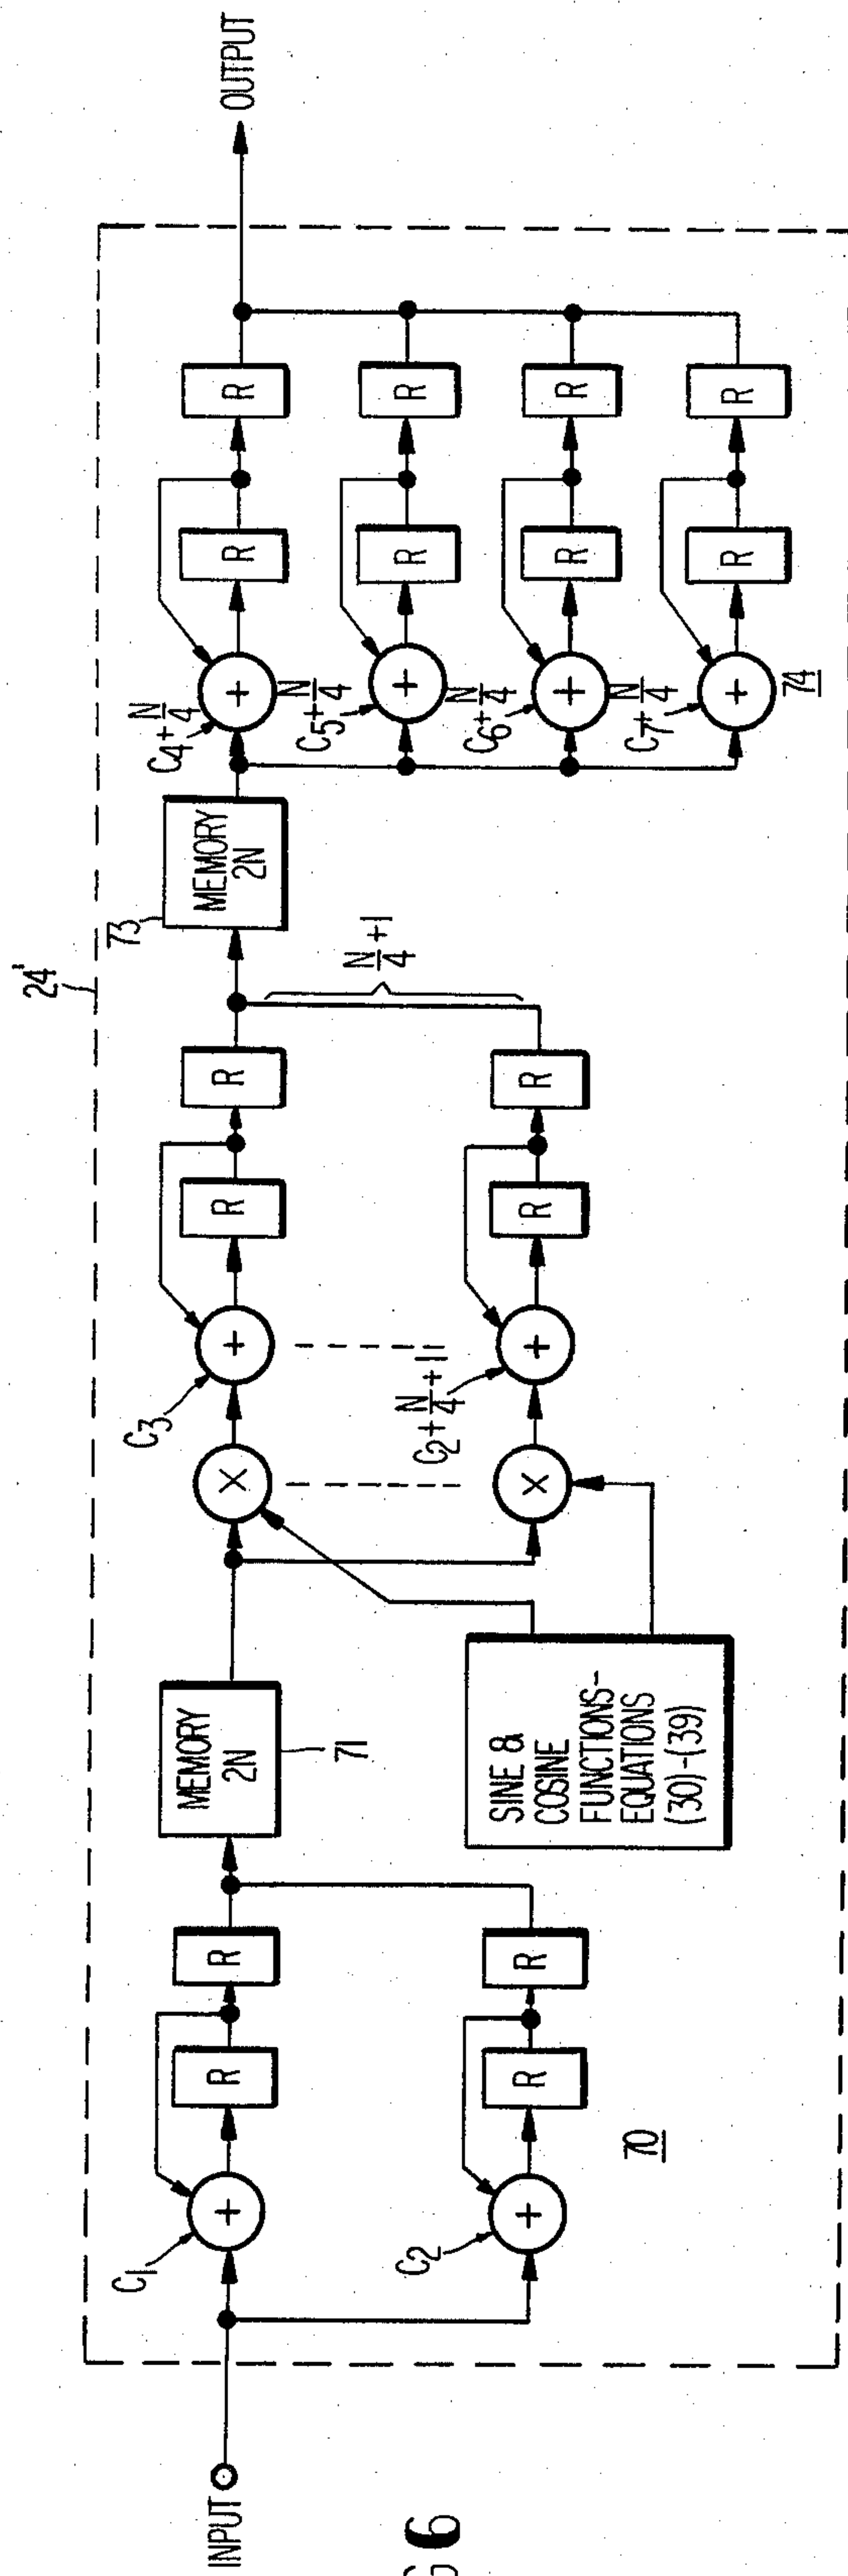 24'
INPUT
C1
+
R
R
C2
+
R
R
70
MEMORY
2N
71
SINE &
COSINE
FUNCTIONS-
EQUATIONS
(30)-(39)
X
X
C3
+
R
R
C2+N/4+1
+
R
R
N/4+1
73
MEMORY
2N
C4+N/4
+
R
R
C5+N/4
+
R
R
C6+N/4
+
R
R
C7+N/4
+
R
R
74
OUTPUT
G 6